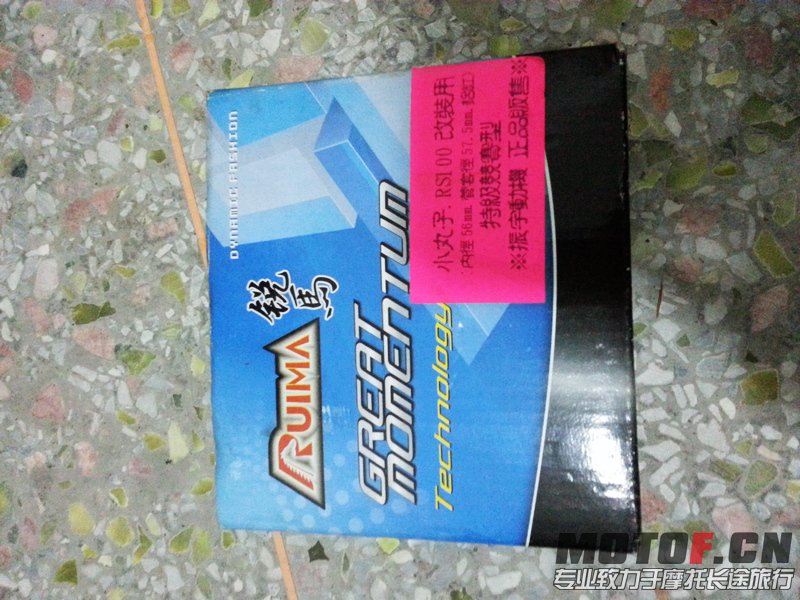 DYNAMIC FASHION
RUIMA
銳馬
GREAT
MOMENTUM
Technology
小丸子．RS100 改裝用
內徑 56mm, 管套徑 57.5mm,
特級競賽型
※振宇動機 正品販售※
MOTOF.CN
专业致力于摩托长途旅行